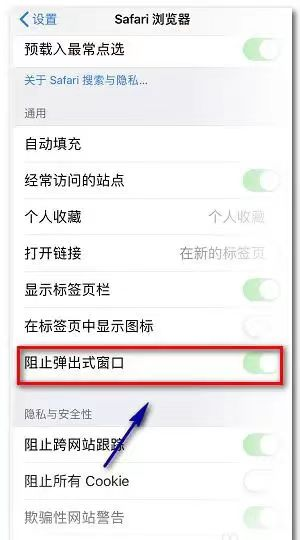 设置
Safari 浏览器
预载入最常点选
关于 Safari 搜索与隐私...
通用
自动填充
经常访问的站点
个人收藏 个人收藏
打开链接 在新的标签页
显示标签页栏
在标签页中显示图标
阻止弹出式窗口
隐私与安全性
阻止跨网站跟踪
阻止所有 Cookie
欺骗性网站警告